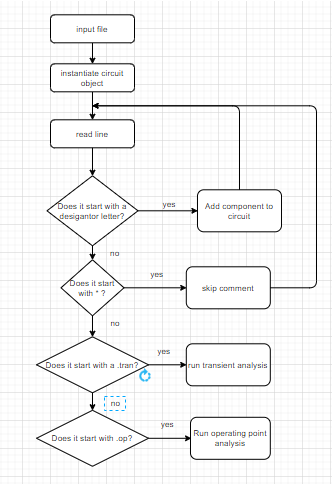 input file
instantiate circuit
object
read line
Does it start with a
desigantor letter?
yes
Add component to
circuit
no
Does it start
with * ?
yes
skip comment
no
Does it start with a .tran?
yes
run transient analysis
no
Does it start with .op?
yes
Run operating point
analysis